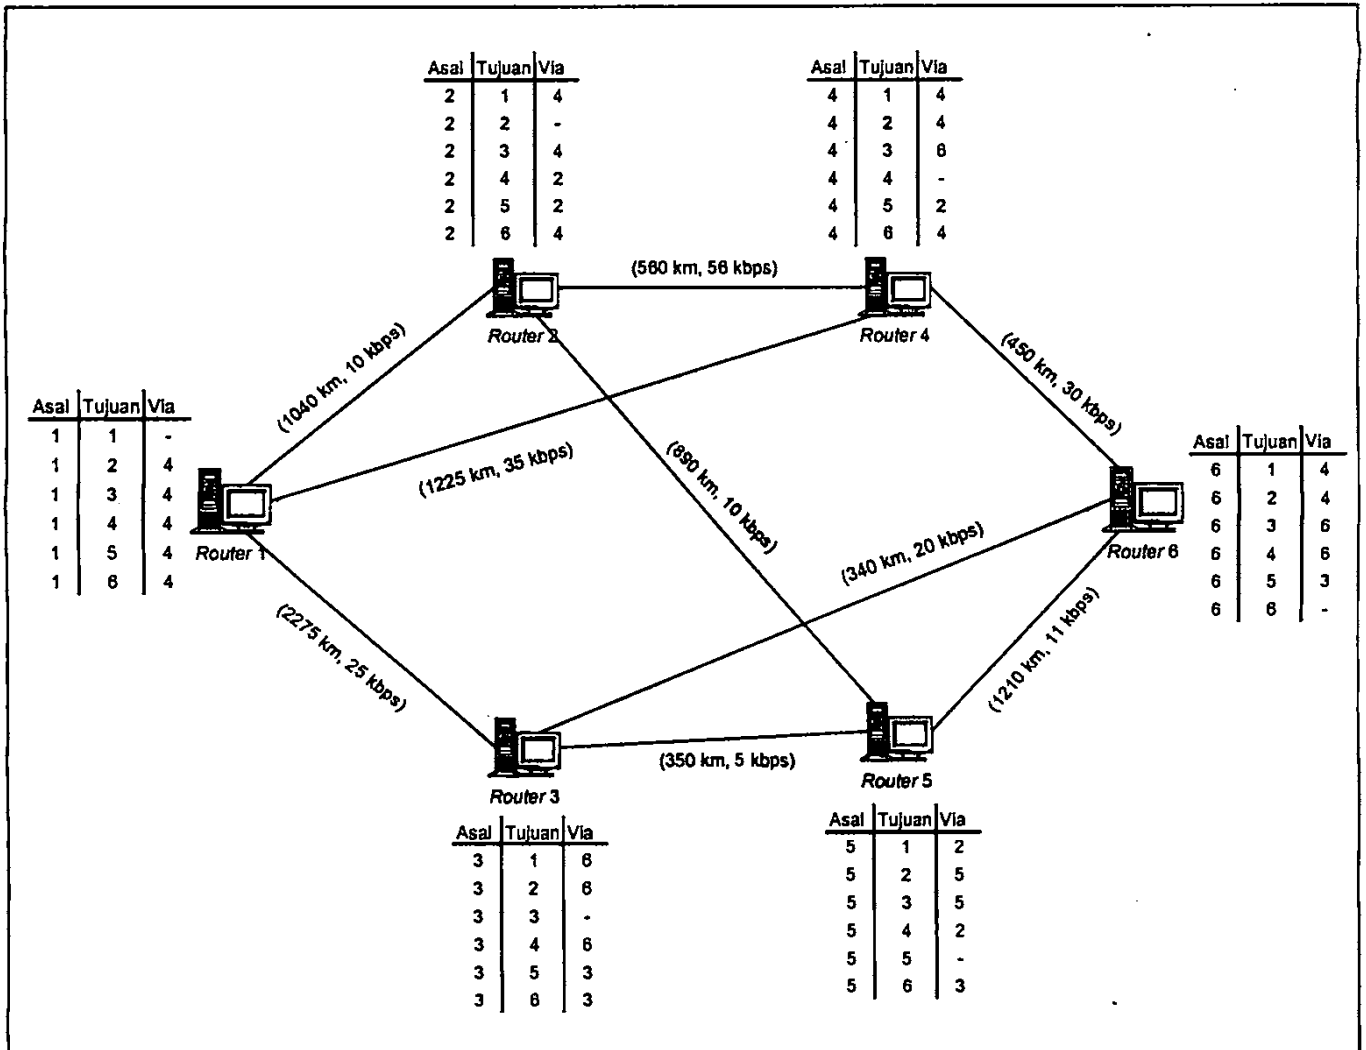 Asal Tujuan Via
2 1 4
2 2 -
2 3 4
2 4 2
2 5 2
2 6 4
Asal Tujuan Via
4 1 4
4 2 4
4 3 6
4 4 -
4 5 2
4 6 4
(560 km, 56 kbps)
Router 2
Router 4
(1040 km, 10 kbps)
(450 km, 30 kbps)
Asal Tujuan Via
1 1 -
1 2 4
1 3 4
1 4 4
1 5 4
1 6 4
(1225 km, 35 kbps)
(890 km, 10 kbps)
Asal Tujuan Via
6 1 4
6 2 4
6 3 6
6 4 6
6 5 3
6 6 -
Router 1
(340 km, 20 kbps)
Router 6
(2275 km, 25 kbps)
(1210 km, 11 kbps)
(350 km, 5 kbps)
Router 3
Router 5
Asal Tujuan Via
3 1 6
3 2 6
3 3 -
3 4 6
3 5 3
3 6 3
Asal Tujuan Via
5 1 2
5 2 5
5 3 5
5 4 2
5 5 -
5 6 3